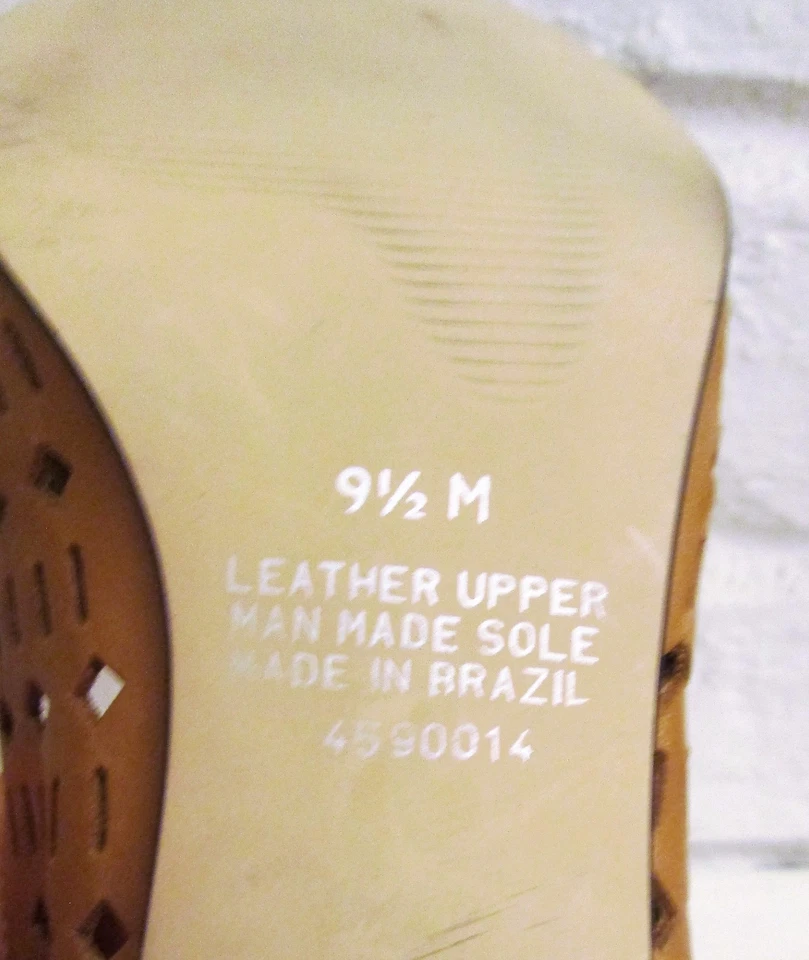 9½ M
LEATHER UPPER
MAN MADE SOLE
MADE IN BRAZIL
4590014